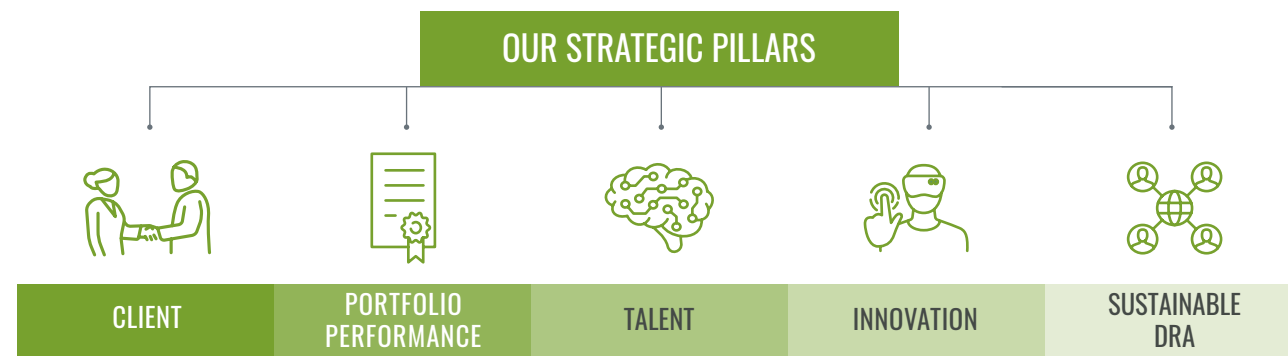 OUR STRATEGIC PILLARS
CLIENT
PORTFOLIO
PERFORMANCE
TALENT
INNOVATION
SUSTAINABLE
DRA